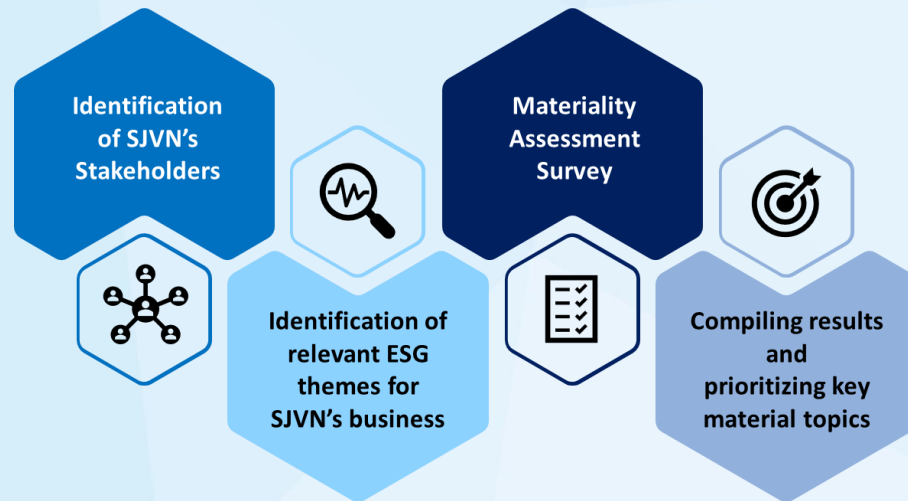 Identification
of SJVN’s
Stakeholders
Identification of
relevant ESG
themes for
SJVN’s business
Materiality
Assessment
Survey
Compiling results
and
prioritizing key
material topics